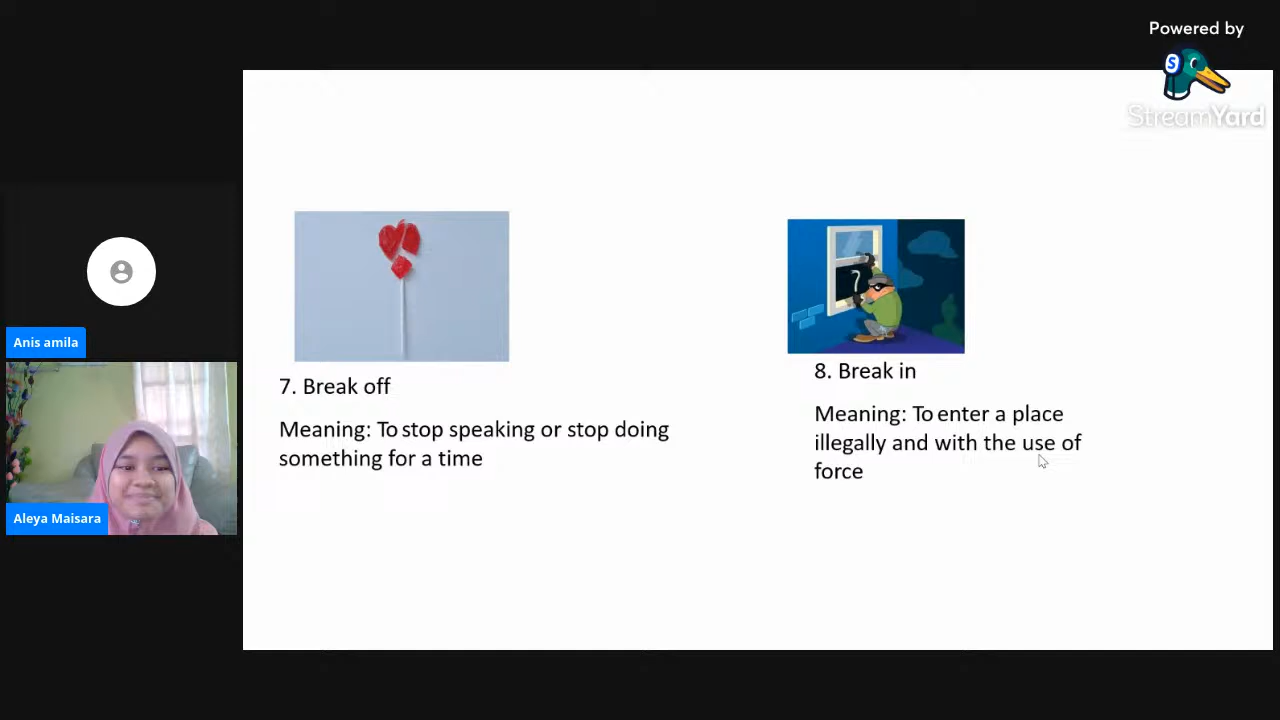 Powered by
S
StreamYard
7. Break off
Meaning: To stop speaking or stop doing
something for a time
8. Break in
Meaning: To enter a place
illegally and with the use of
force
Anis amila
Aleya Maisara